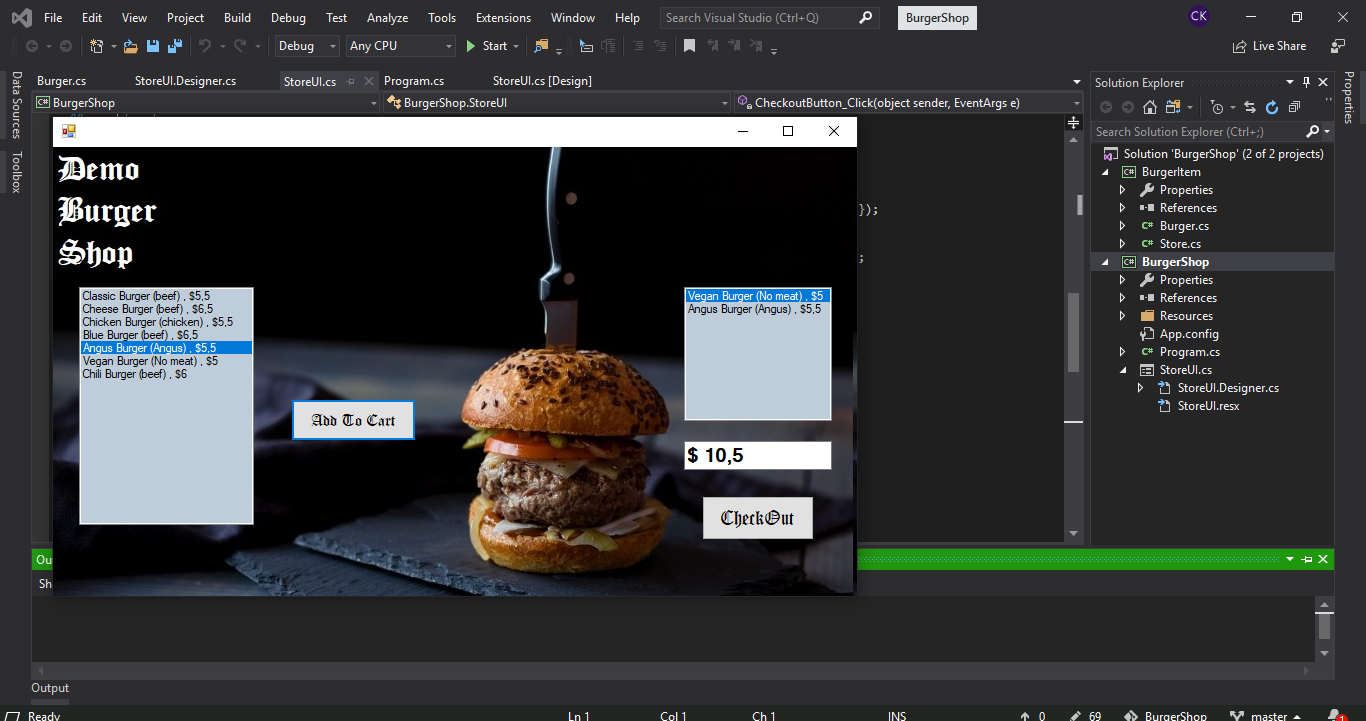 File Edit View Project Build Debug Test Analyze Tools Extensions Window Help Search Visual Studio (Ctrl+Q) BurgerShop CK
Debug Any CPU Start Live Share
Burger.cs StoreUI.Designer.cs StoreUI.cs Program.cs StoreUI.cs [Design]
BurgerShop BurgerShop.StoreUI CheckoutButton_Click(object sender, EventArgs e)
Data Sources
Toolbox
Demo
Burger
Shop
Classic Burger (beef) , $5,5
Cheese Burger (beef) , $6,5
Chicken Burger (chicken) , $5,5
Blue Burger (beef) , $6,5
Angus Burger (Angus) , $5,5
Vegan Burger (No meat) , $5
Chili Burger (beef) , $6
Add To Cart
Vegan Burger (No meat) , $5
Angus Burger (Angus) , $5,5
$ 10,5
CheckOut
});
;
Solution Explorer
Search Solution Explorer (Ctrl+;)
Solution 'BurgerShop' (2 of 2 projects)
BurgerItem
Properties
References
Burger.cs
Store.cs
BurgerShop
Properties
References
Resources
App.config
Program.cs
StoreUI.cs
StoreUI.Designer.cs
StoreUI.resx
Properties
Ou
Sh
Output
Ready Ln 1 Col 1 Ch 1 INS 0 69 BurgerShop master 1